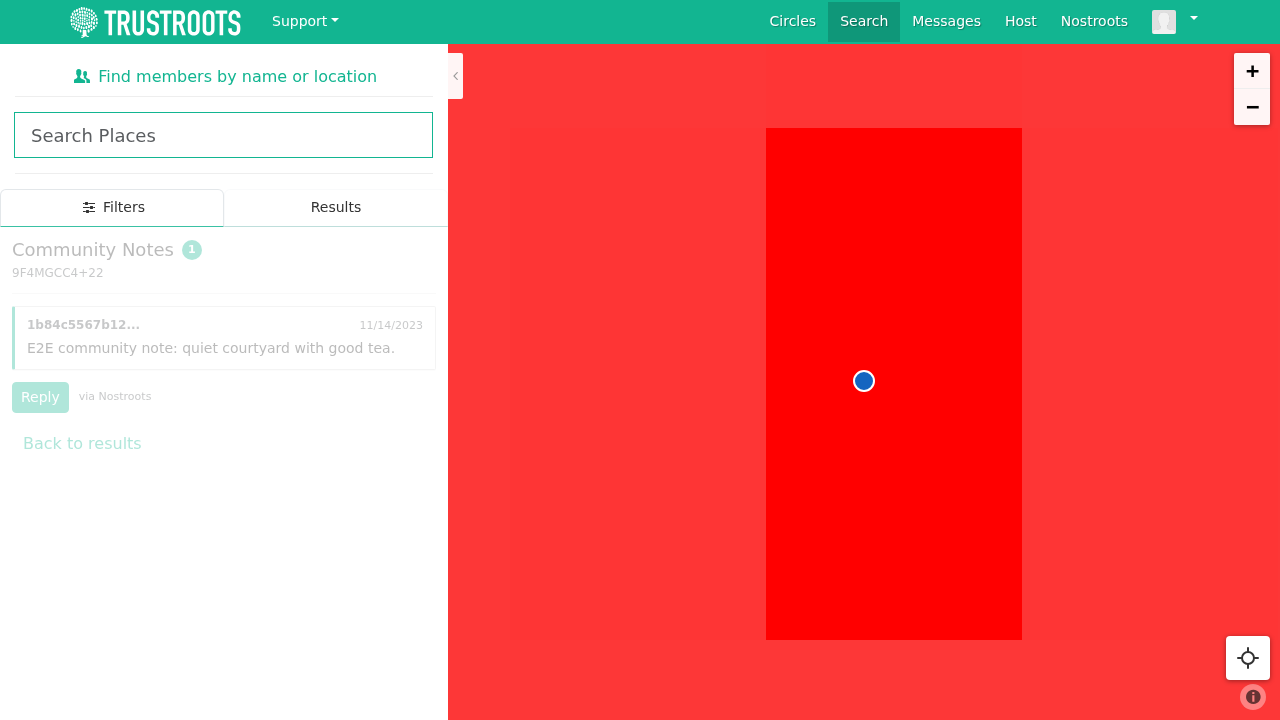 TRUSTROOTS
Support
Circles
Search
Messages
Host
Nostroots
Find members by name or location
Search Places
Filters
Results
Community Notes 1
9F4MGCC4+22
1b84c5567b12...
11/14/2023
E2E community note: quiet courtyard with good tea.
Reply
via Nostroots
Back to results
+
−